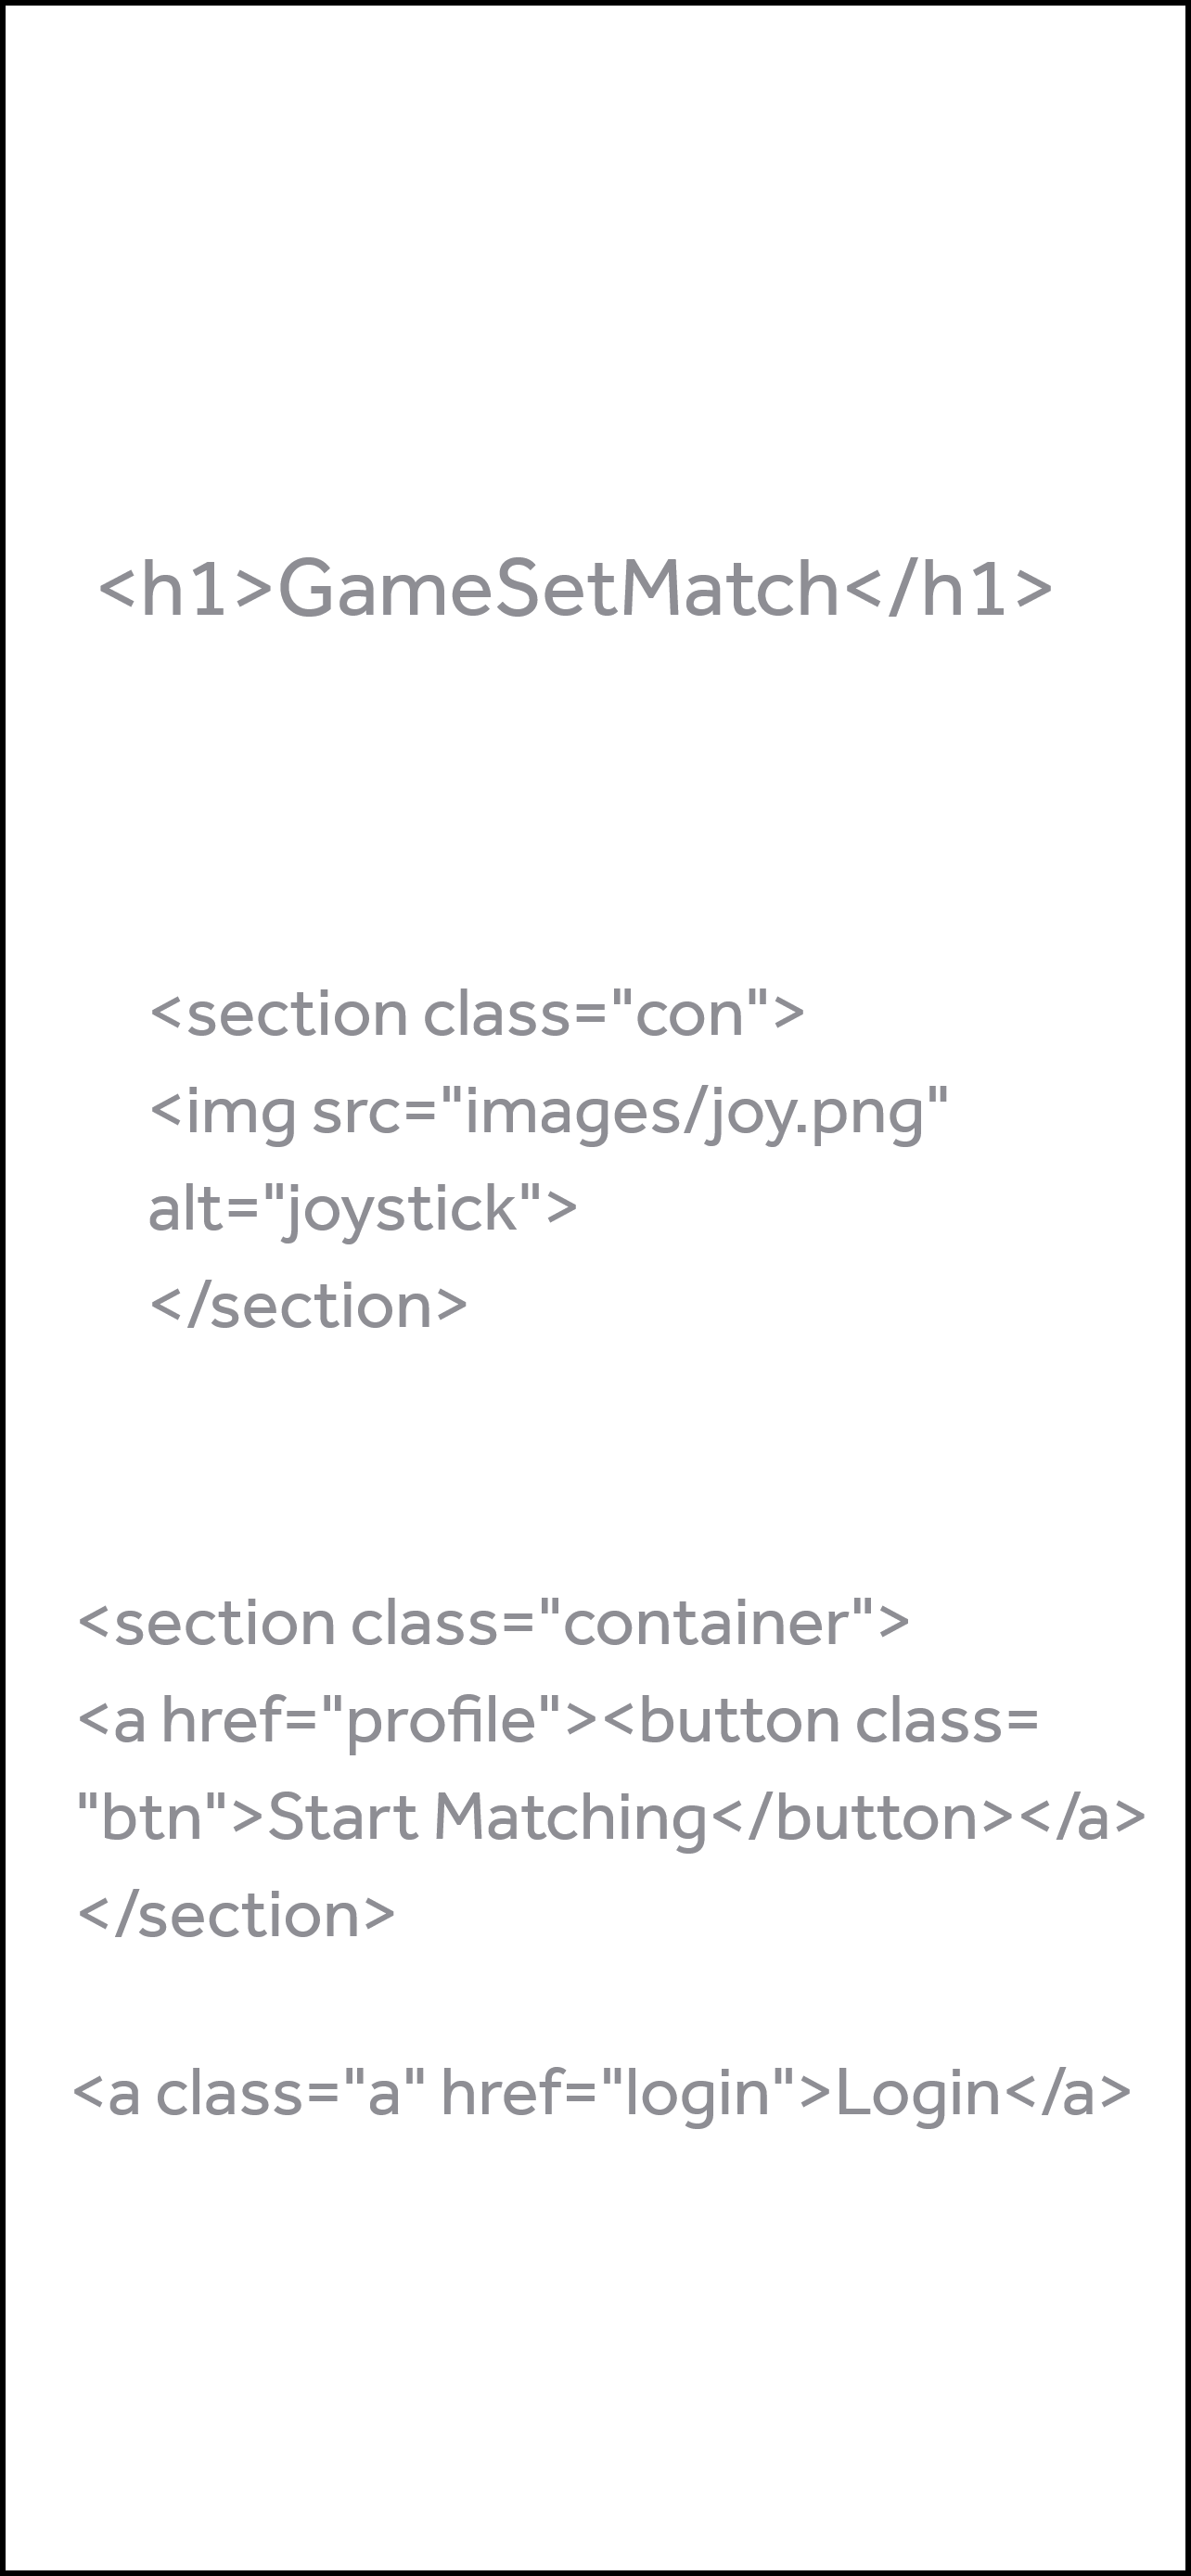 <h1>GameSetMatch</h1>
<section class="con">
<img src="images/joy.png"
alt="joystick">
</section>
<section class="container">
<a href="profile"><button class=
"btn">Start Matching</button></a>
</section>
<a class="a" href="login">Login</a>